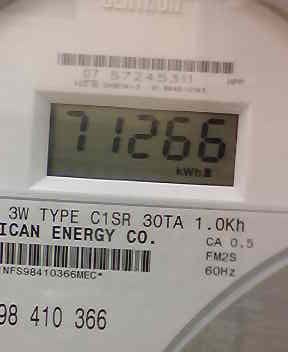 CENTRON
07 57245311
71266
kWh
3W TYPE C1SR 30TA 1.0Kh
ICAN ENERGY CO.
CA 0.5
FM2S
NFS98410366MEC*
60Hz
98 410 366